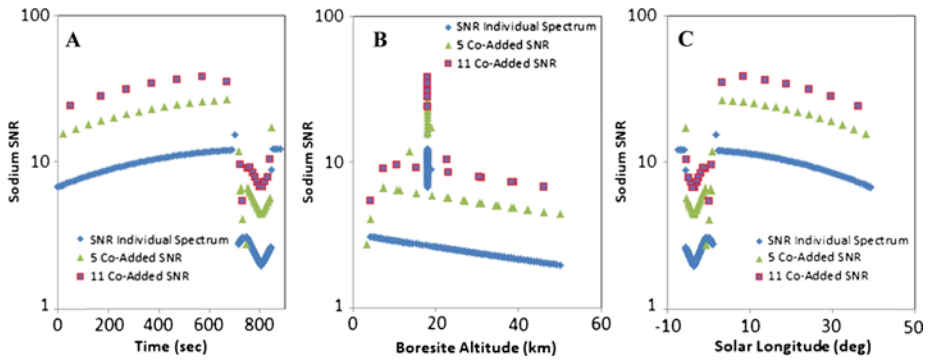 100
10
1
Sodium SNR
A
SNR Individual Spectrum
5 Co-Added SNR
11 Co-Added SNR
0 200 400 600 800
Time (sec)
100
10
1
Sodium SNR
B
SNR Individual Spectrum
5 Co-Added SNR
11 Co-Added SNR
0 20 40 60
Boresite Altitude (km)
100
10
1
Sodium SNR
C
SNR Individual Spectrum
5 Co-Added SNR
11 Co-Added SNR
-10 10 30 50
Solar Longitude (deg)